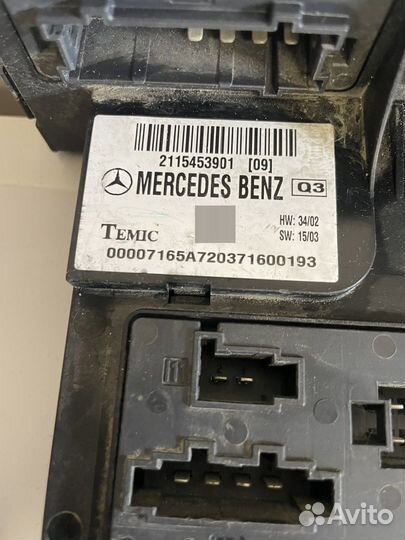 2115453901 [09]
MERCEDES BENZ Q3
HW: 34/02
TEMIC SW: 15/03
00007165A720371600193
Avito